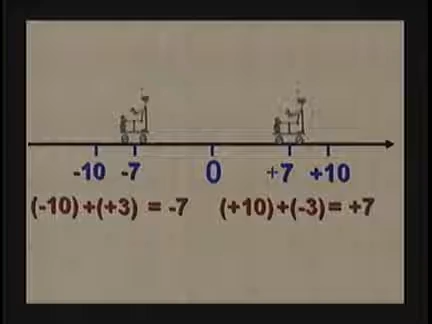 -10 -7 0 +7 +10
(-10)+(+3) = -7 (+10)+(-3)= +7